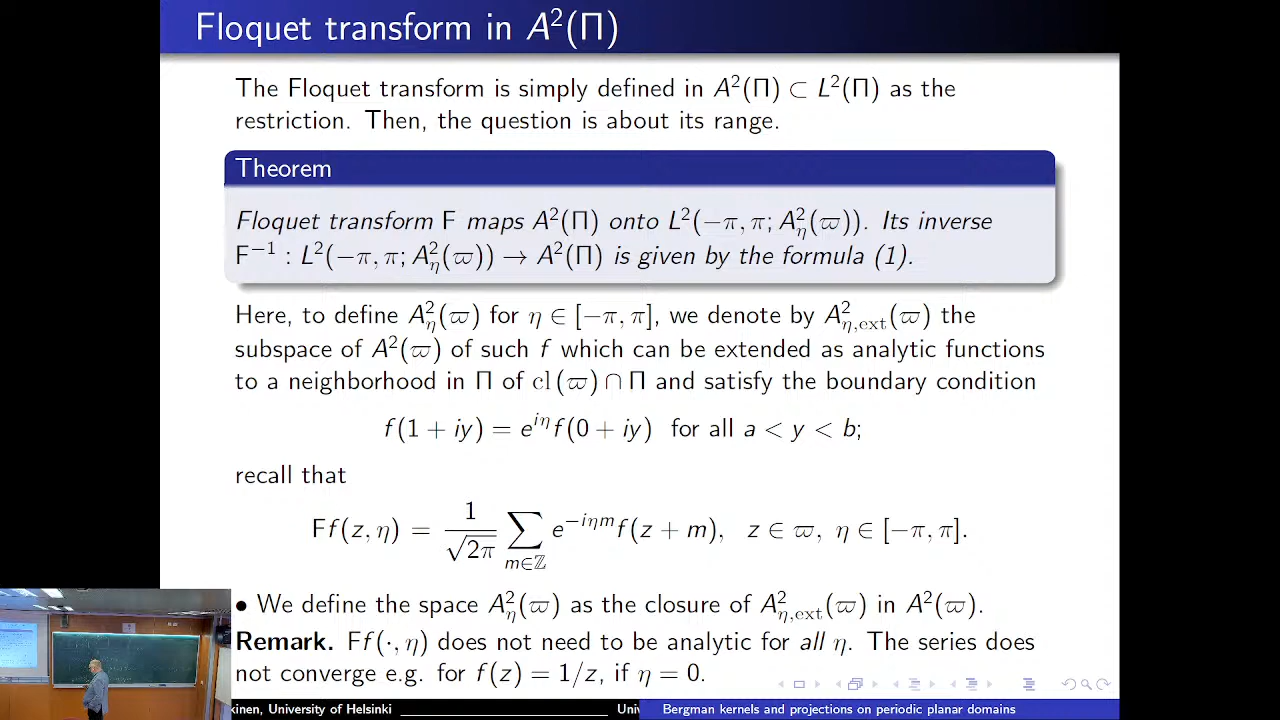 Floquet transform in A²(Π)
The Floquet transform is simply defined in A²(Π) ⊂ L²(Π) as the
restriction. Then, the question is about its range.
Theorem
Floquet transform F maps A²(Π) onto L²(−π, π; A²_η(ϖ)). Its inverse
F⁻¹ : L²(−π, π; A²_η(ϖ)) → A²(Π) is given by the formula (1).
Here, to define A²_η(ϖ) for η ∈ [−π, π], we denote by A²_{η,ext}(ϖ) the
subspace of A²(ϖ) of such f which can be extended as analytic functions
to a neighborhood in Π of cl (ϖ) ∩ Π and satisfy the boundary condition
f(1 + iy) = e^{iη} f(0 + iy) for all a < y < b;
recall that
Ff(z, η) = \frac{1}{\sqrt{2π}} \sum_{m∈ℤ} e^{−iηm} f(z + m), z ∈ ϖ, η ∈ [−π, π].
• We define the space A²_η(ϖ) as the closure of A²_{η,ext}(ϖ) in A²(ϖ).
Remark. Ff(·, η) does not need to be analytic for all η. The series does
not converge e.g. for f(z) = 1/z, if η = 0.
kinen, University of Helsinki Bergman kernels and projections on periodic planar domains